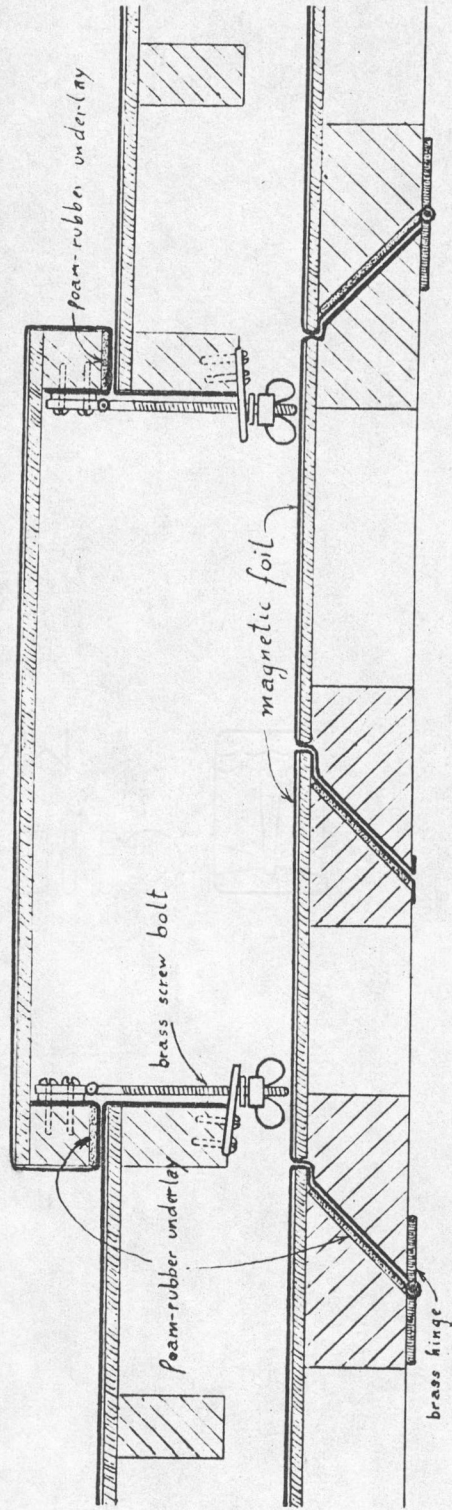 foam-rubber underlay
magnetic foil
brass screw bolt
foam-rubber underlay
brass hinge